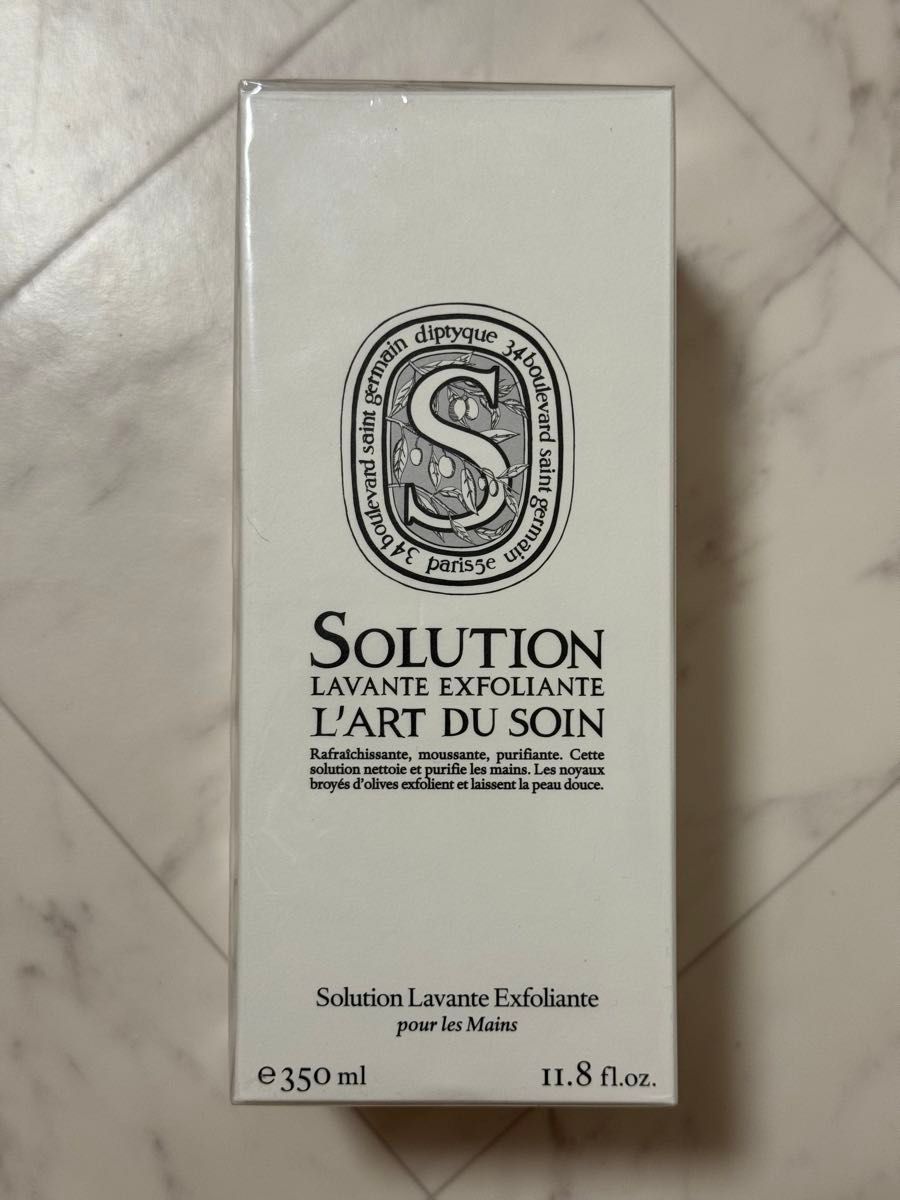 34 boulevard saint germain diptyque 34 boulevard saint germain paris 5e
S
SOLUTION
LAVANTE EXFOLIANTE
L'ART DU SOIN
Rafraîchissante, moussante, purifiante. Cette
solution nettoie et purifie les mains. Les noyaux
broyés d'olives exfolient et laissent la peau douce.
Solution Lavante Exfoliante
pour les Mains
℮ 350 ml
11.8 fl.oz.